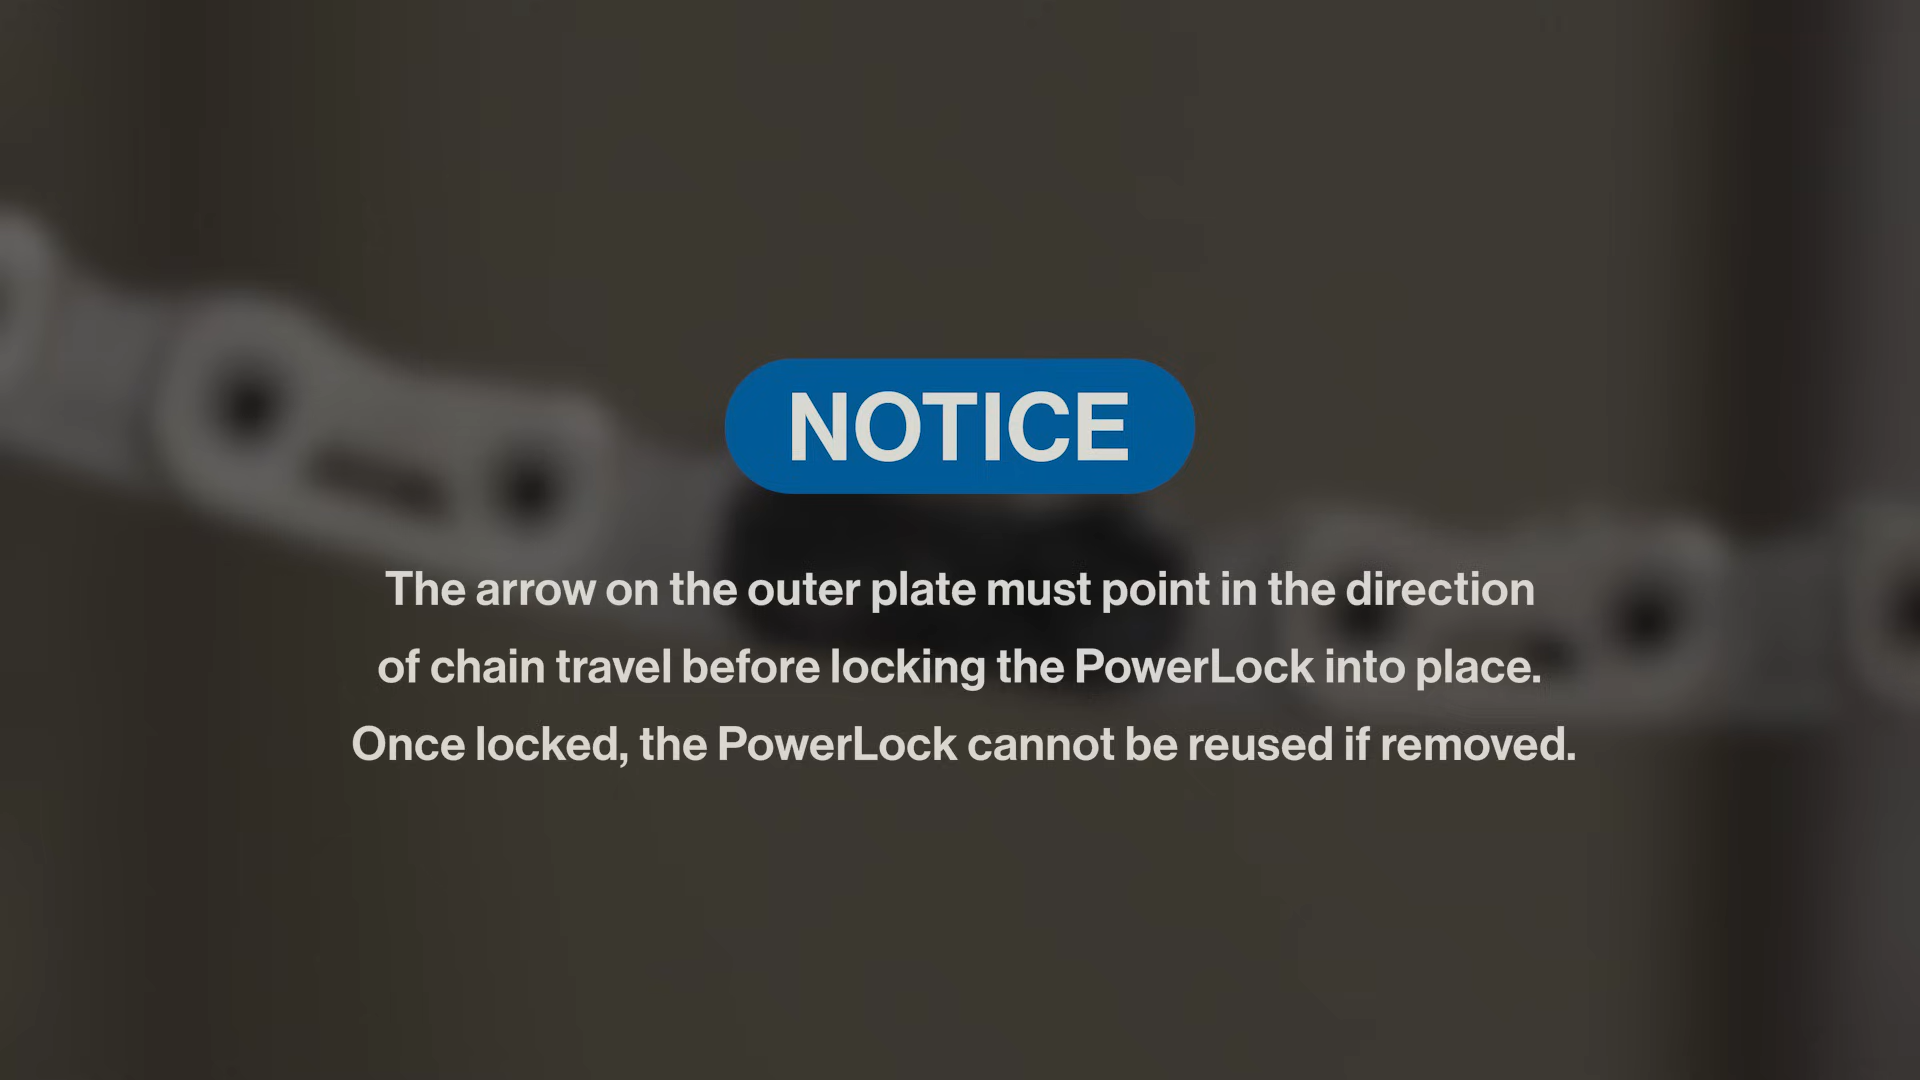 NOTICE
The arrow on the outer plate must point in the direction
of chain travel before locking the PowerLock into place.
Once locked, the PowerLock cannot be reused if removed.